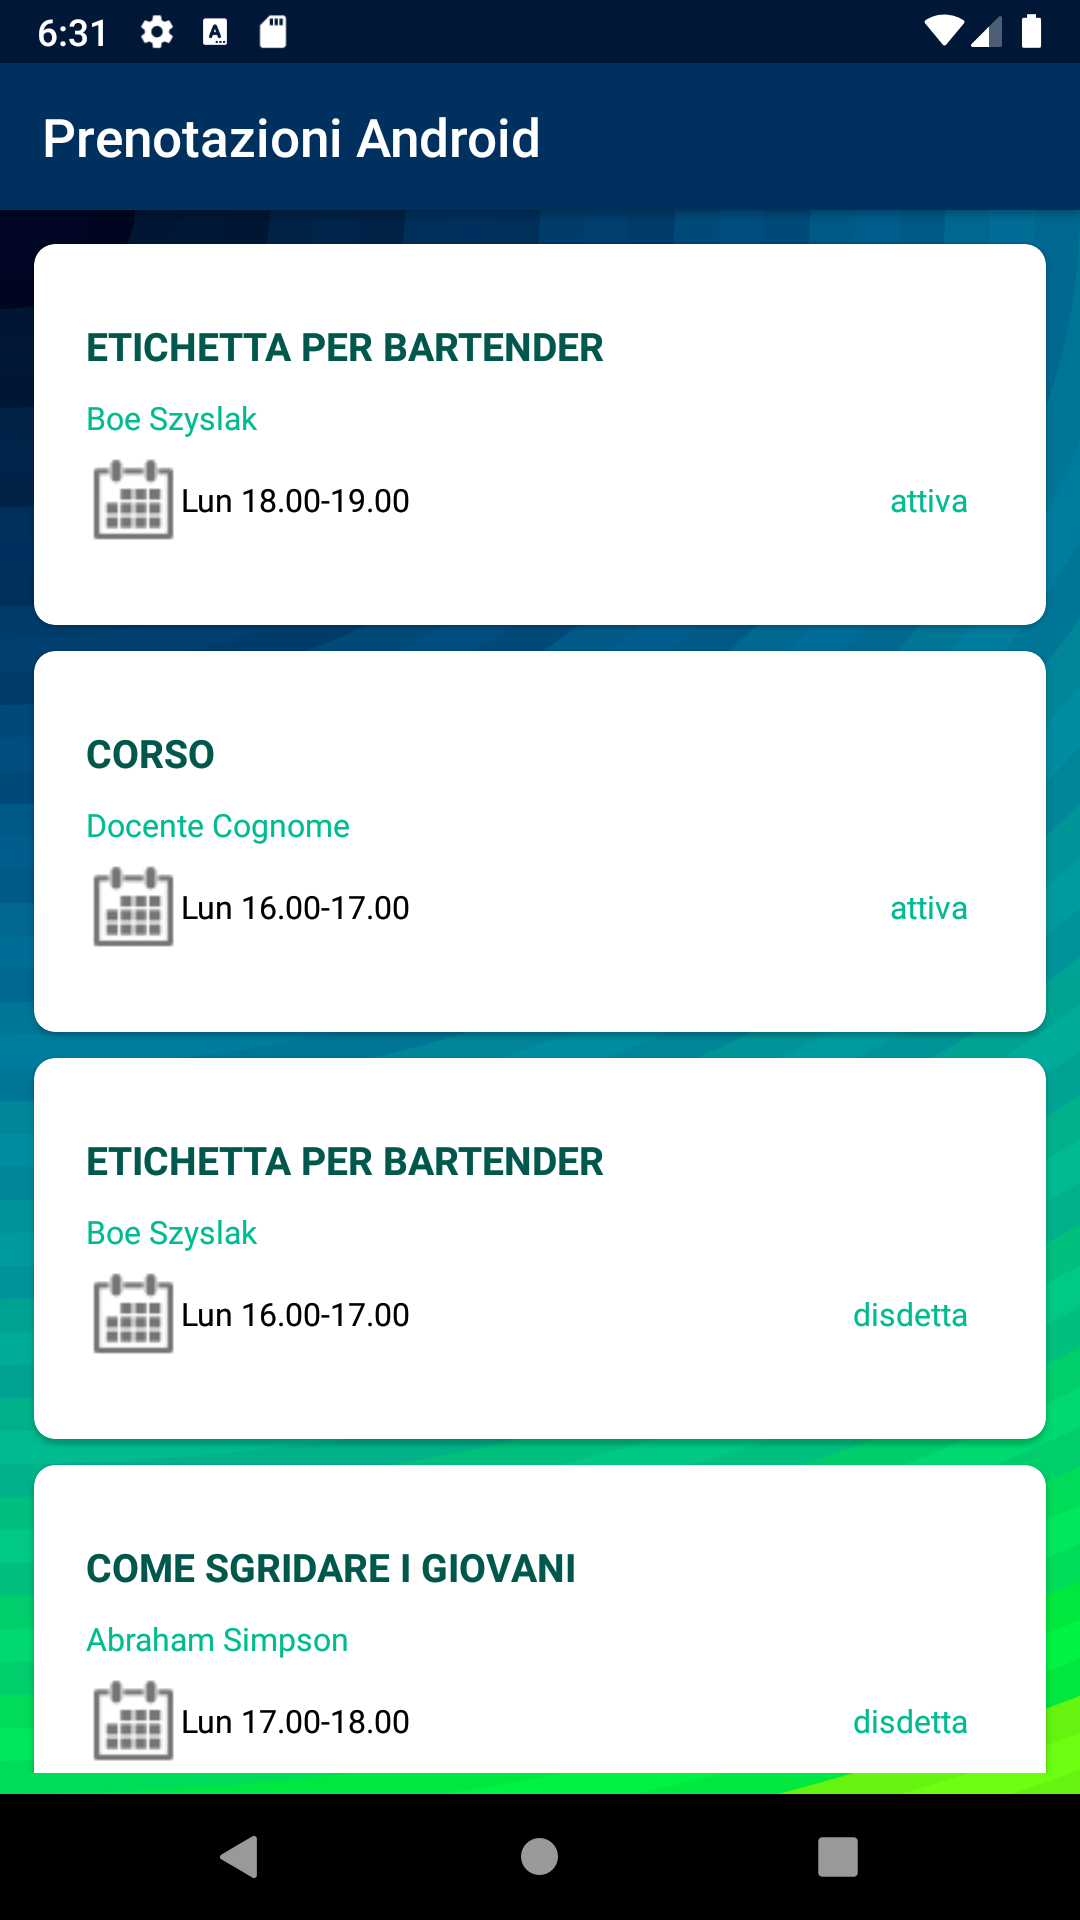 6:31
Prenotazioni Android
ETICHETTA PER BARTENDER
Boe Szyslak
Lun 18.00-19.00 attiva
CORSO
Docente Cognome
Lun 16.00-17.00 attiva
ETICHETTA PER BARTENDER
Boe Szyslak
Lun 16.00-17.00 disdetta
COME SGRIDARE I GIOVANI
Abraham Simpson
Lun 17.00-18.00 disdetta